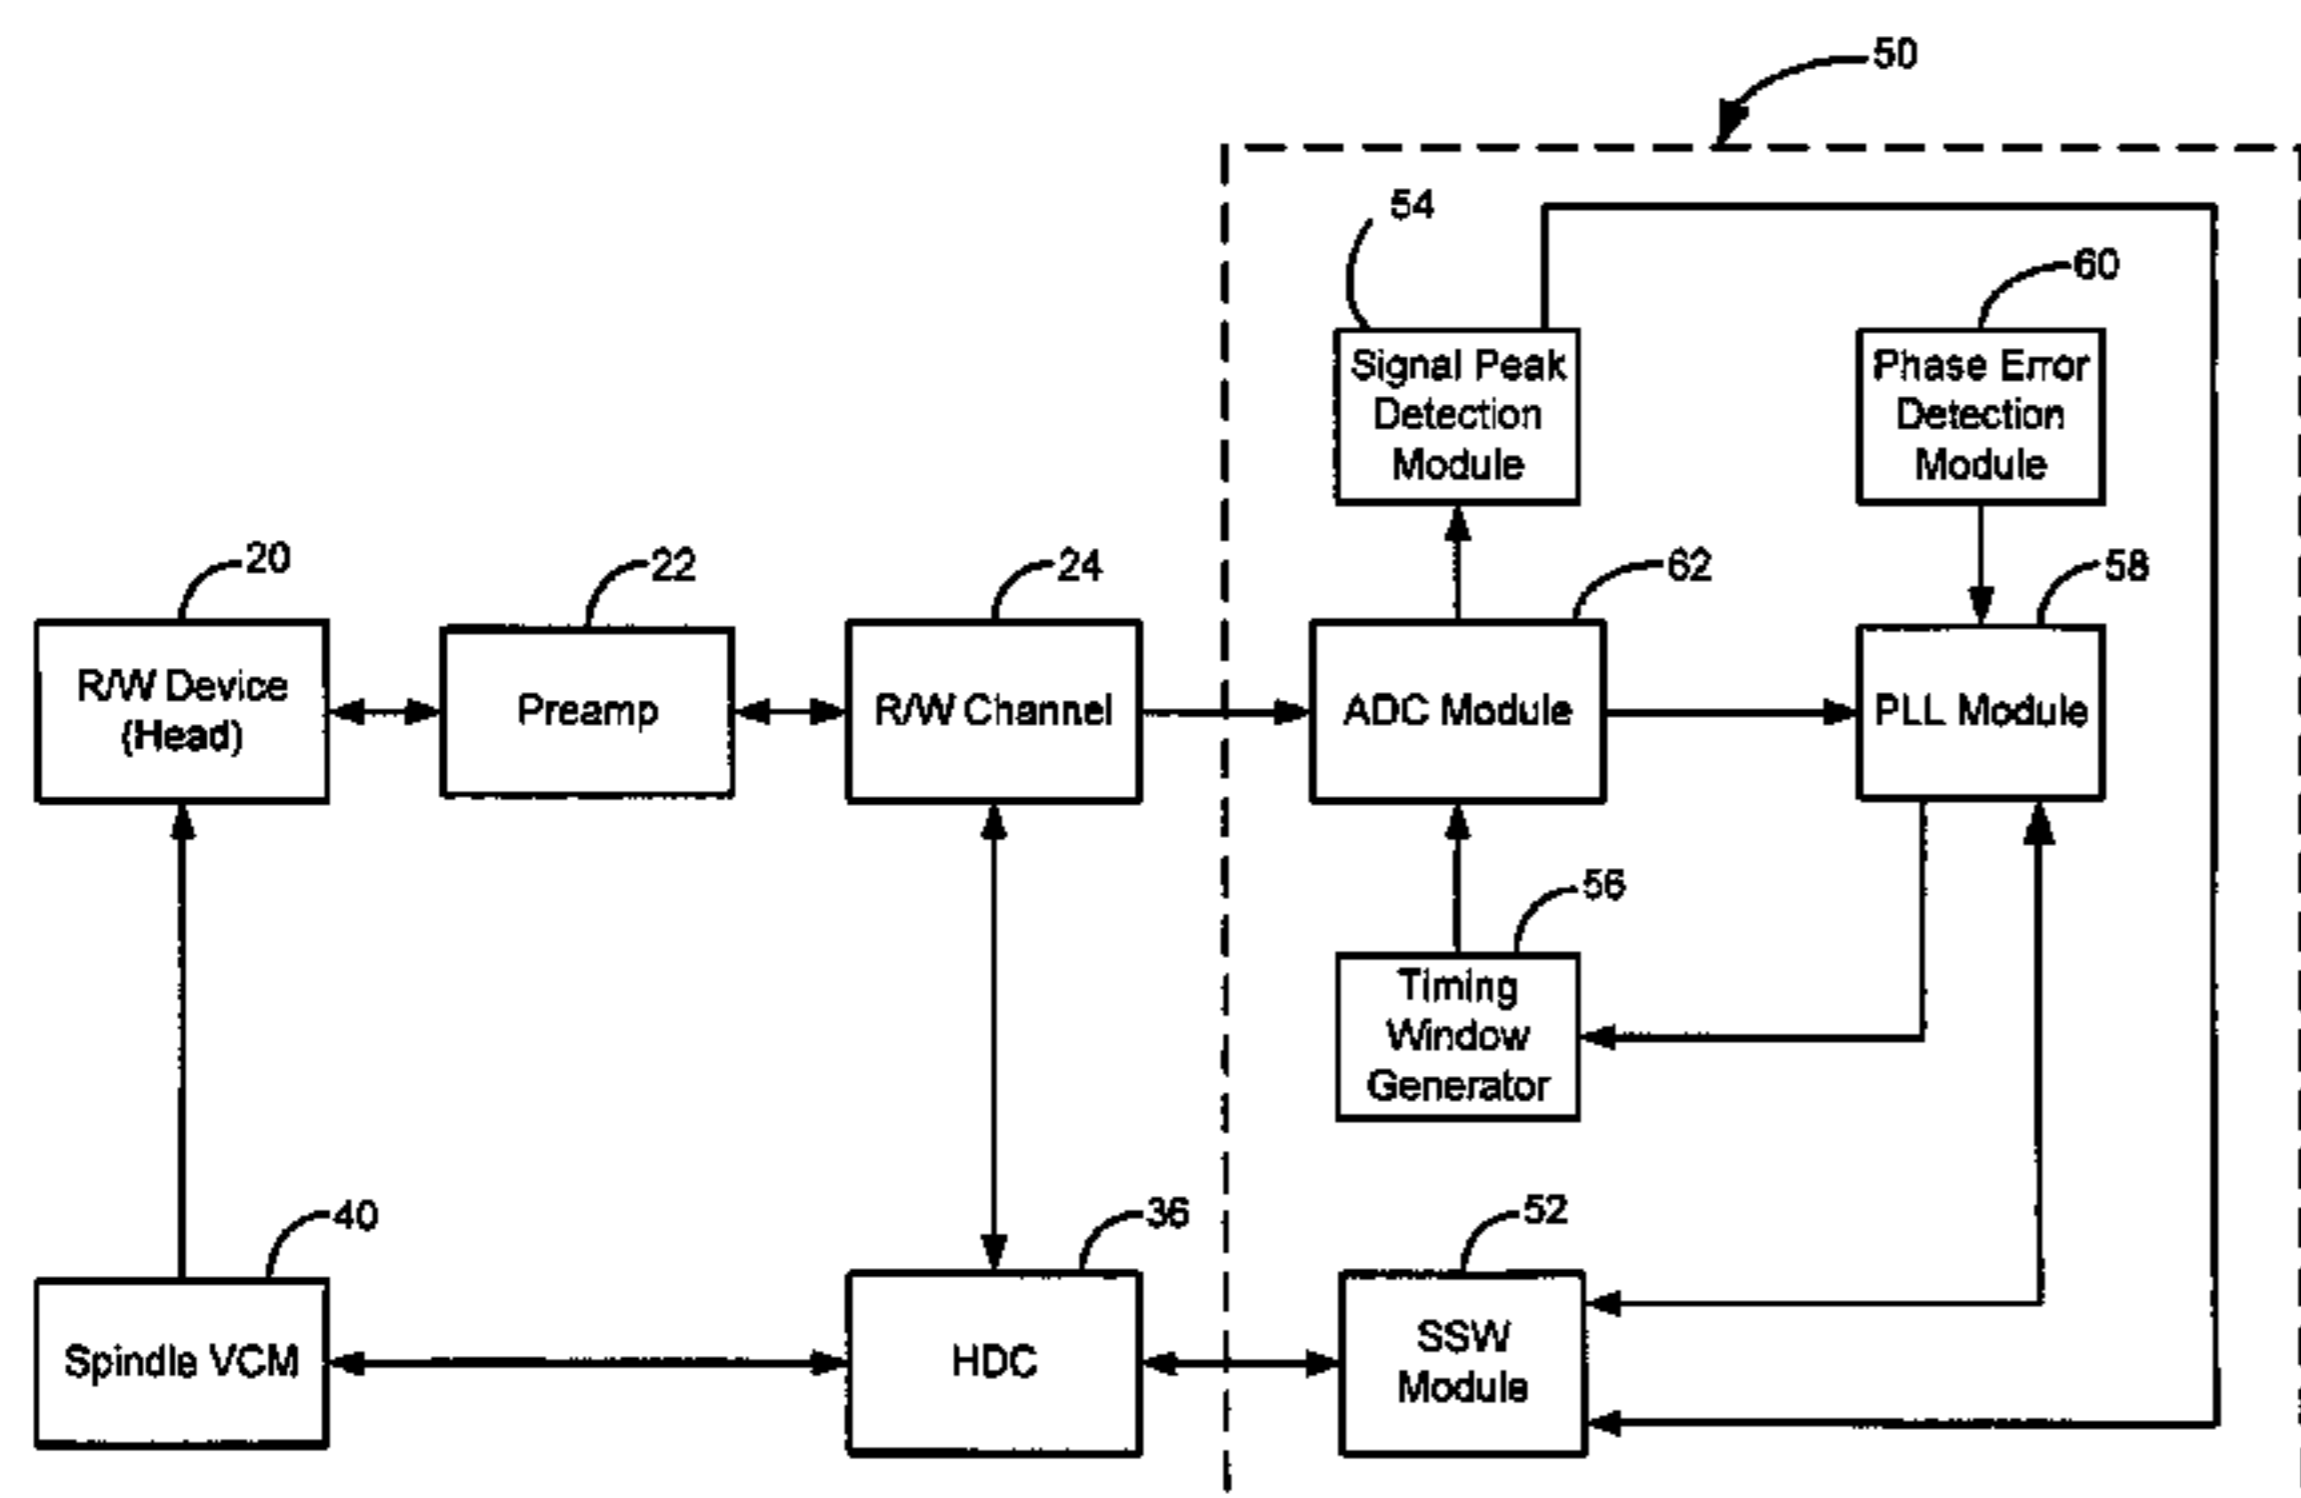 50
54
60
Signal Peak
Detection
Module
Phase Error
Detection
Module
20
22
24
62
58
R/W Device
(Head)
Preamp
R/W Channel
ADC Module
PLL Module
56
Timing
Window
Generator
40
36
52
Spindle VCM
HDC
SSW
Module